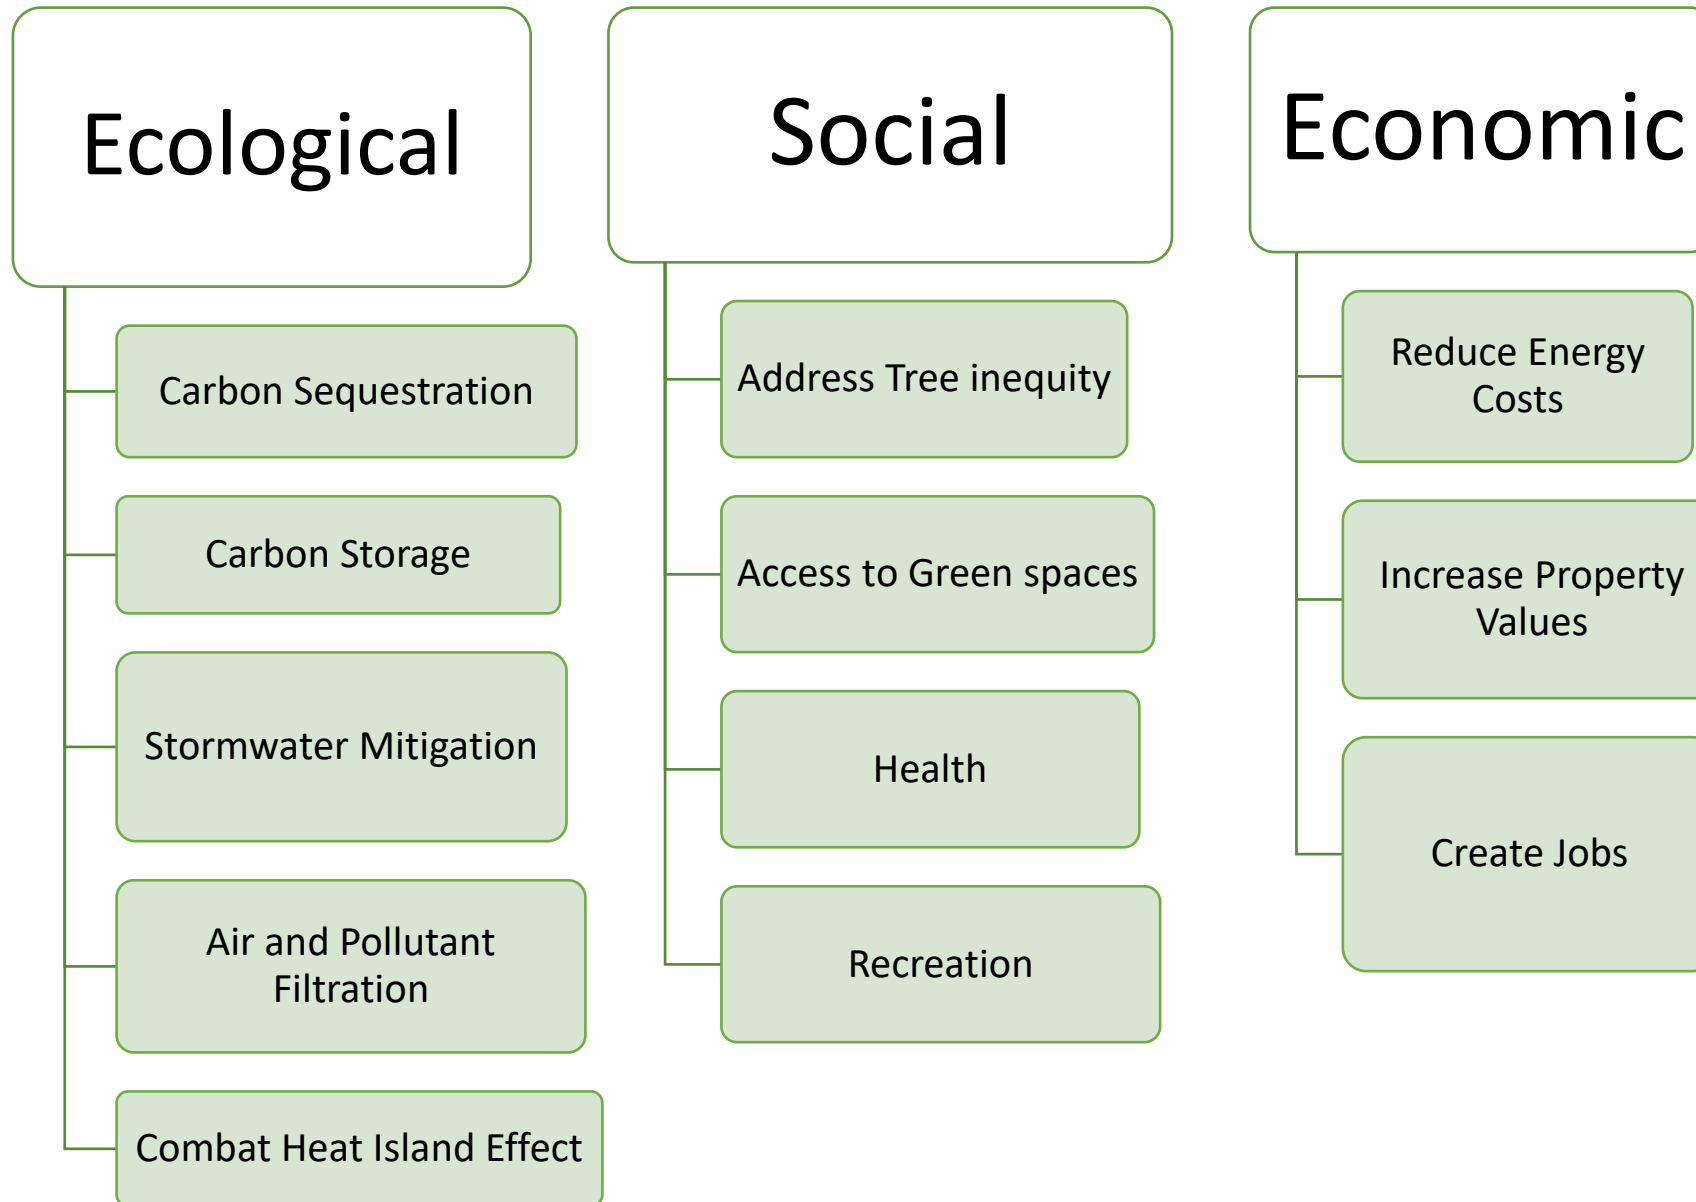 Ecological
Carbon Sequestration
Carbon Storage
Stormwater Mitigation
Air and Pollutant
Filtration
Combat Heat Island Effect
Social
Address Tree inequity
Access to Green spaces
Health
Recreation
Economic
Reduce Energy
Costs
Increase Property
Values
Create Jobs